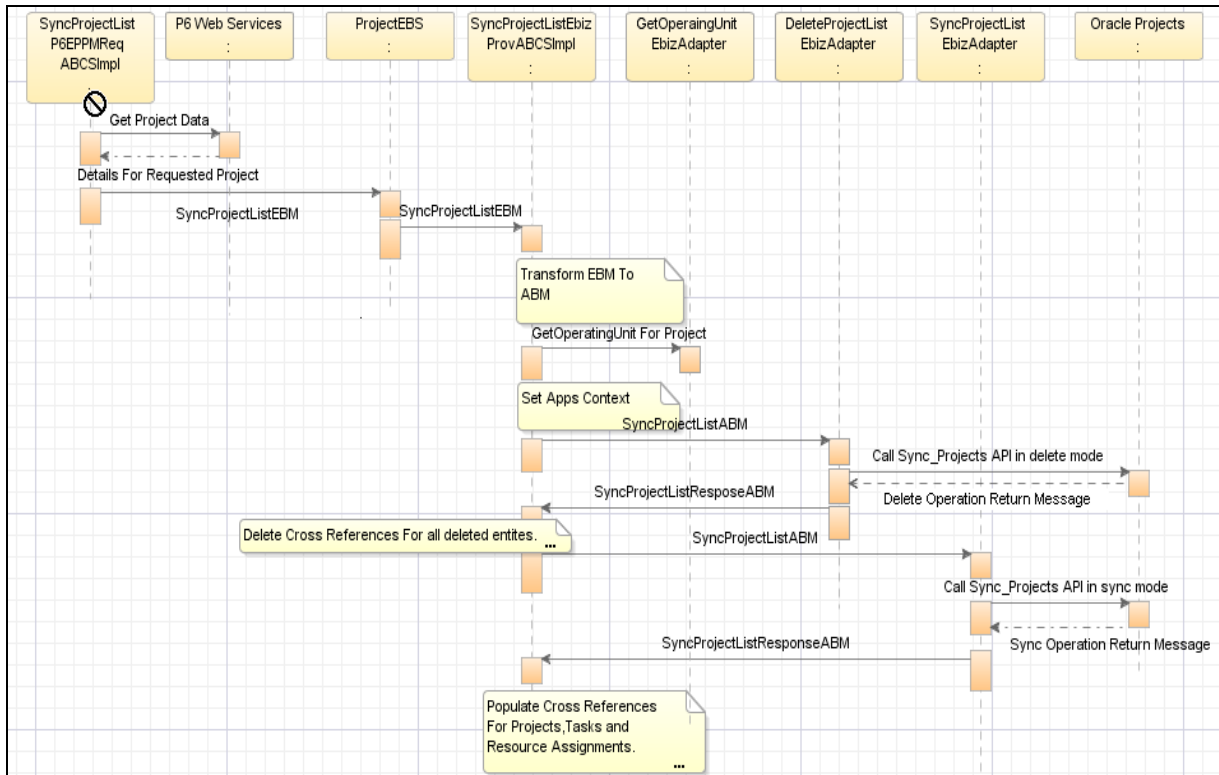 SyncProjectList
P6EPPMReq
ABCSImpl
:
P6 Web Services
:
ProjectEBS
:
SyncProjectListEbiz
ProvABCSImpl
:
GetOperaingUnit
EbizAdapter
:
DeleteProjectList
EbizAdapter
:
SyncProjectList
EbizAdapter
:
Oracle Projects
:
Get Project Data
Details For Requested Project
SyncProjectListEBM
SyncProjectListEBM
Transform EBM To
ABM
GetOperatingUnit For Project
Set Apps Context
SyncProjectListABM
Call Sync_Projects API in delete mode
SyncProjectListResposeABM
Delete Operation Return Message
Delete Cross References For all deleted entites.
...
SyncProjectListABM
Call Sync_Projects API in sync mode
SyncProjectListResponseABM
Sync Operation Return Message
Populate Cross References
For Projects,Tasks and
Resource Assignments.
...